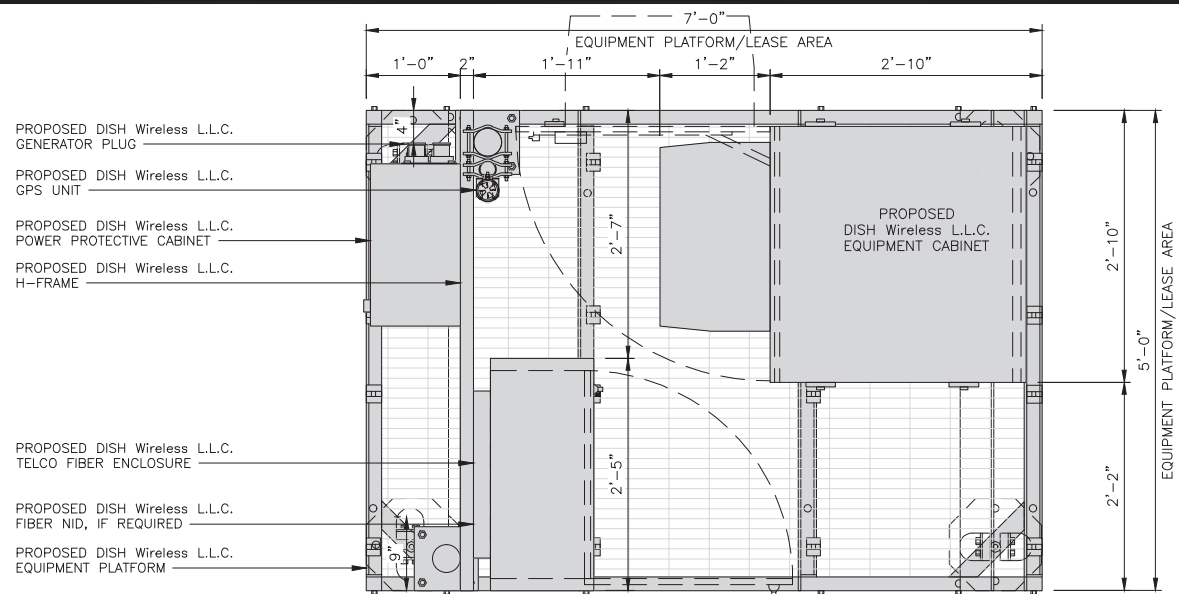 7'-0"
EQUIPMENT PLATFORM/LEASE AREA
1'-0"
2"
1'-11"
1'-2"
2'-10"
PROPOSED DISH Wireless L.L.C.
GENERATOR PLUG
4"
PROPOSED DISH Wireless L.L.C.
GPS UNIT
PROPOSED DISH Wireless L.L.C.
POWER PROTECTIVE CABINET
PROPOSED DISH Wireless L.L.C.
H-FRAME
2'-7"
PROPOSED
DISH Wireless L.L.C.
EQUIPMENT CABINET
2'-10"
5'-0"
EQUIPMENT PLATFORM/LEASE AREA
PROPOSED DISH Wireless L.L.C.
TELCO FIBER ENCLOSURE
2'-5"
2'-2"
PROPOSED DISH Wireless L.L.C.
FIBER NID, IF REQUIRED
PROPOSED DISH Wireless L.L.C.
EQUIPMENT PLATFORM
9"